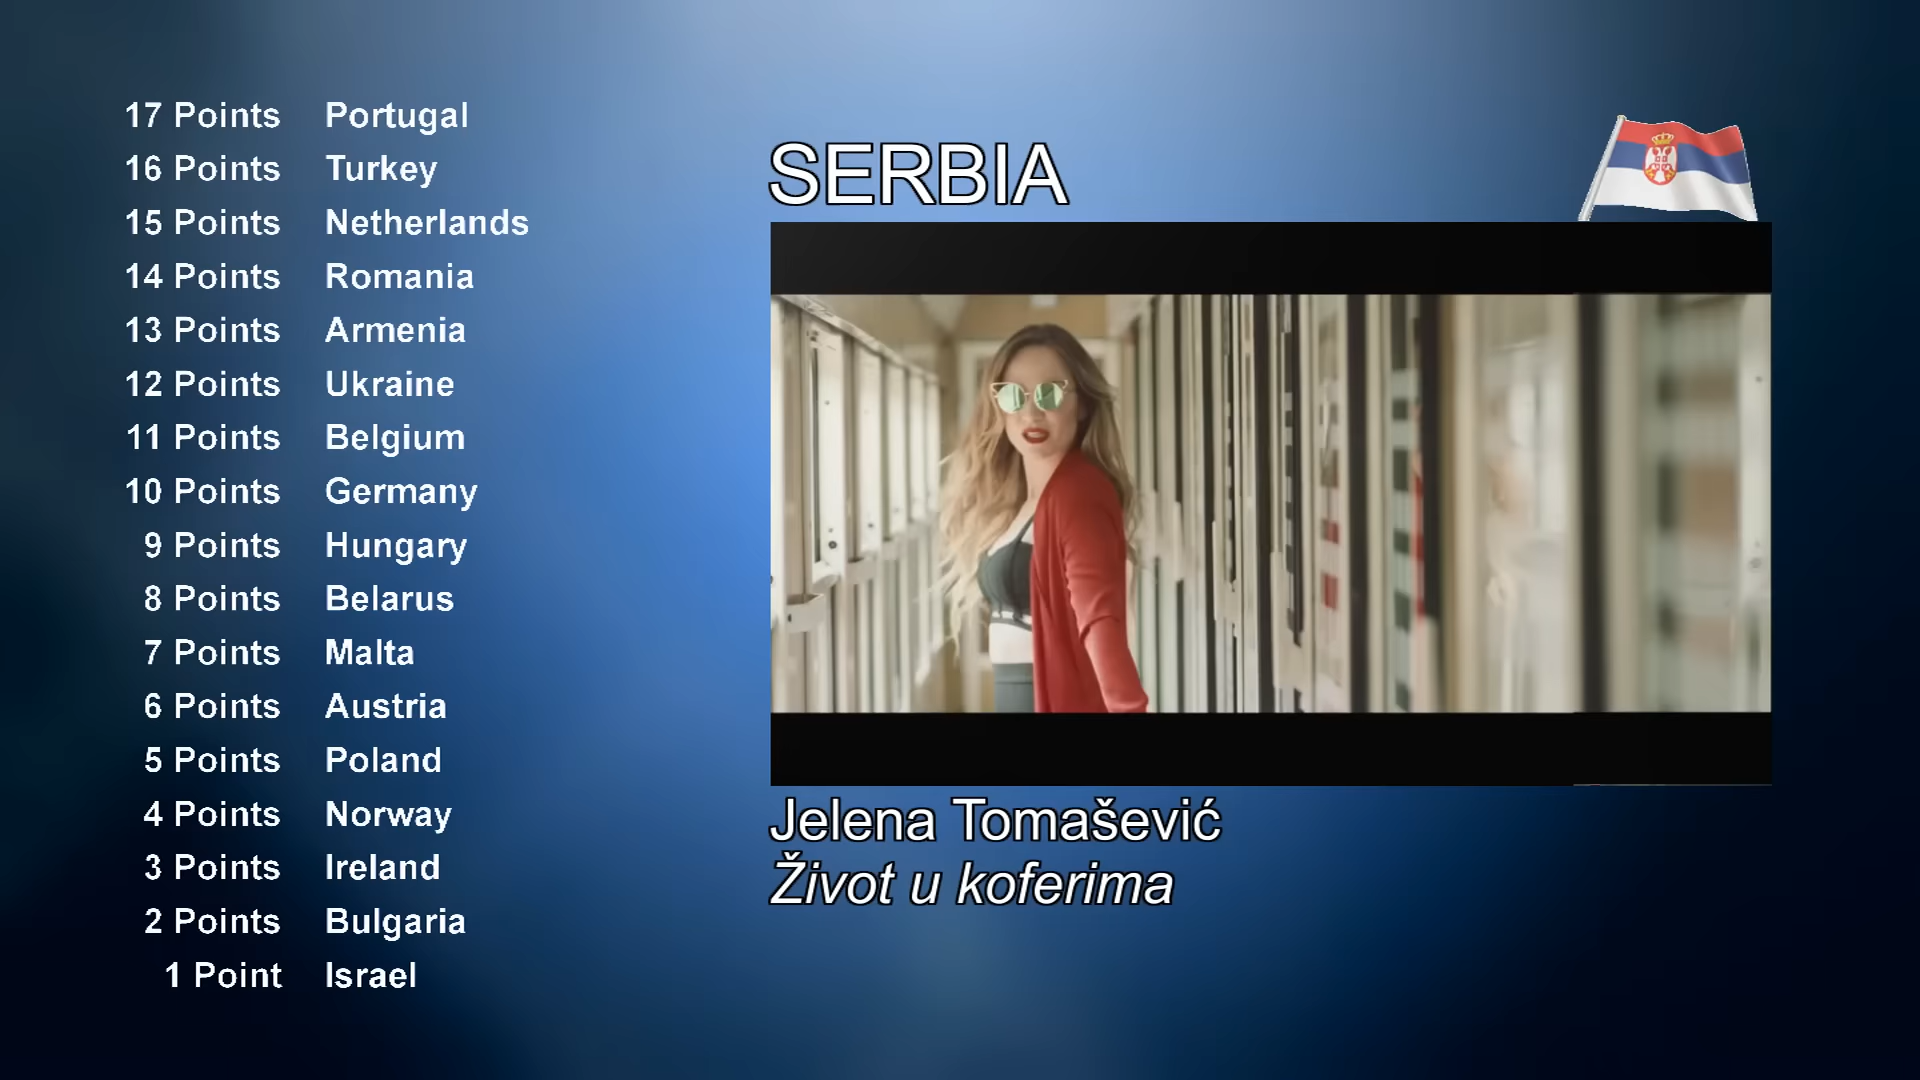 17 Points Portugal
16 Points Turkey
15 Points Netherlands
14 Points Romania
13 Points Armenia
12 Points Ukraine
11 Points Belgium
10 Points Germany
9 Points Hungary
8 Points Belarus
7 Points Malta
6 Points Austria
5 Points Poland
4 Points Norway
3 Points Ireland
2 Points Bulgaria
1 Point Israel
SERBIA
Jelena Tomašević
Život u koferima